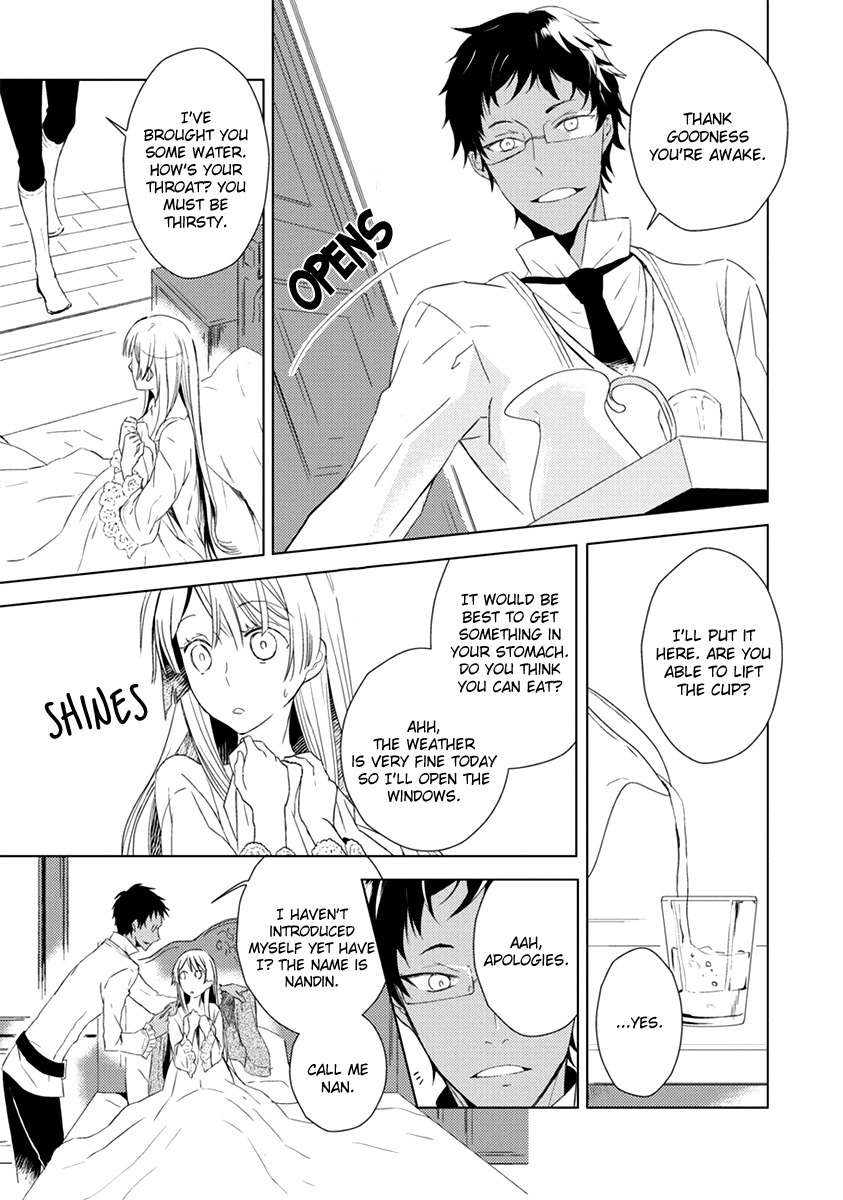 THANK
GOODNESS
YOU'RE AWAKE.
OPENS
I'VE
BROUGHT YOU
SOME WATER.
HOW'S YOUR
THROAT? YOU
MUST BE
THIRSTY.
I'LL PUT IT
HERE. ARE YOU
ABLE TO LIFT
THE CUP?
...YES.
IT WOULD BE
BEST TO GET
SOMETHING IN
YOUR STOMACH.
DO YOU THINK
YOU CAN EAT?
AHH,
THE WEATHER
IS VERY FINE TODAY
SO I'LL OPEN THE
WINDOWS.
SHINES
AAH,
APOLOGIES.
I HAVEN'T
INTRODUCED
MYSELF YET HAVE
I? THE NAME IS
NANDIN.
CALL ME
NAN.